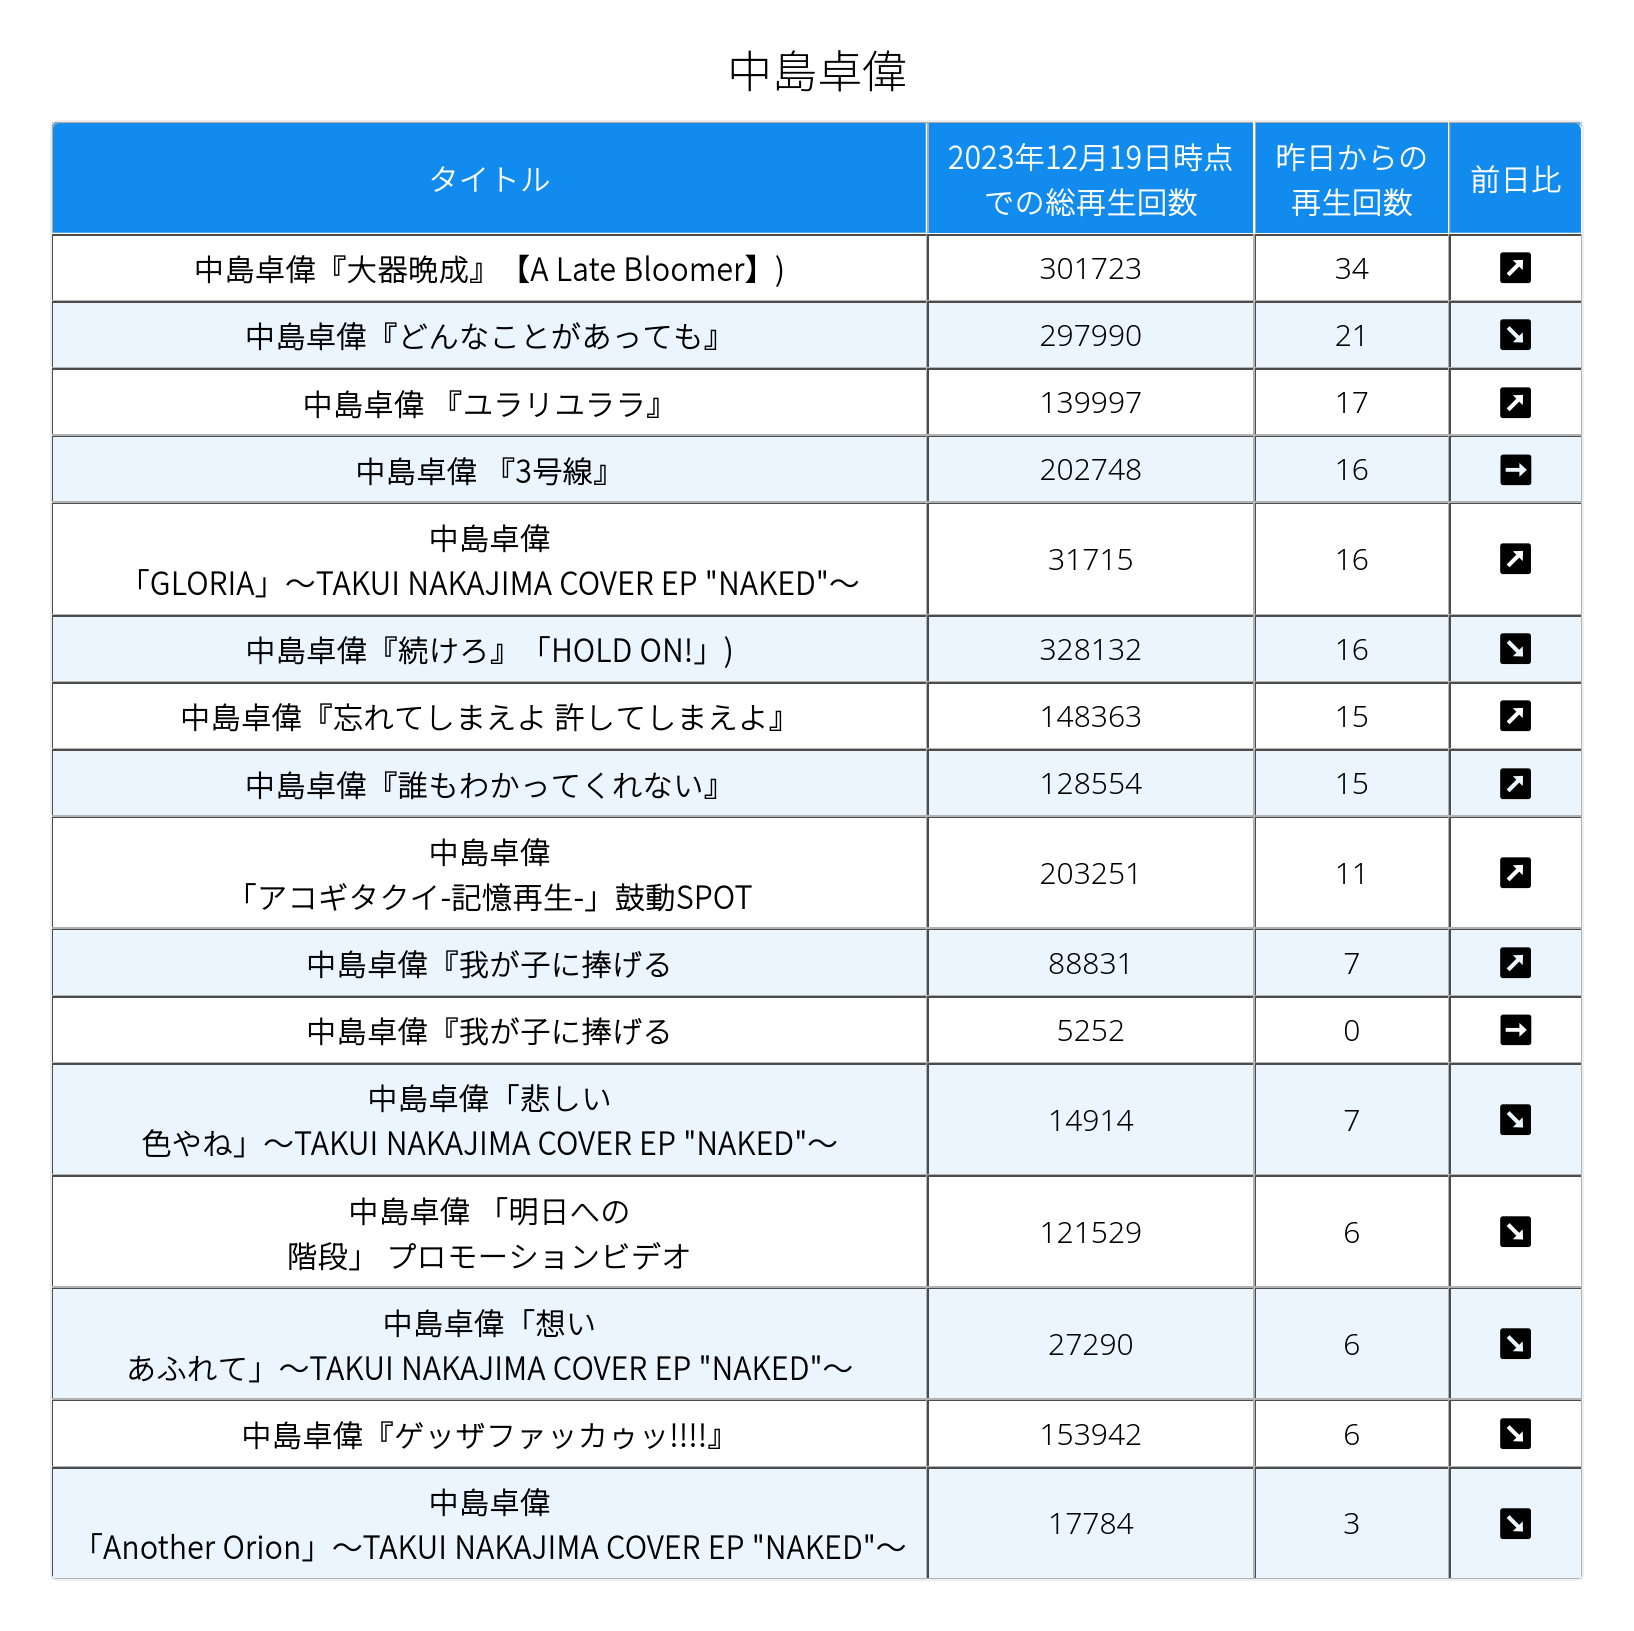 中島卓偉
タイトル
2023年12月19日時点
での総再生回数
昨日からの
再生回数
前日比
中島卓偉『大器晩成』【A Late Bloomer】) 301723 34
中島卓偉『どんなことがあっても』 297990 21
中島卓偉 『ユラリユララ』 139997 17
中島卓偉 『3号線』 202748 16
中島卓偉
「GLORIA」～TAKUI NAKAJIMA COVER EP "NAKED"～ 31715 16
中島卓偉『続けろ』「HOLD ON!」) 328132 16
中島卓偉『忘れてしまえよ 許してしまえよ』 148363 15
中島卓偉『誰もわかってくれない』 128554 15
中島卓偉
「アコギタクイ-記憶再生-」鼓動SPOT 203251 11
中島卓偉『我が子に捧げる 88831 7
中島卓偉『我が子に捧げる 5252 0
中島卓偉「悲しい
色やね」～TAKUI NAKAJIMA COVER EP "NAKED"～ 14914 7
中島卓偉 「明日への
階段」 プロモーションビデオ 121529 6
中島卓偉「想い
あふれて」～TAKUI NAKAJIMA COVER EP "NAKED"～ 27290 6
中島卓偉『ゲッザファッカゥッ!!!!』 153942 6
中島卓偉
「Another Orion」～TAKUI NAKAJIMA COVER EP "NAKED"～ 17784 3